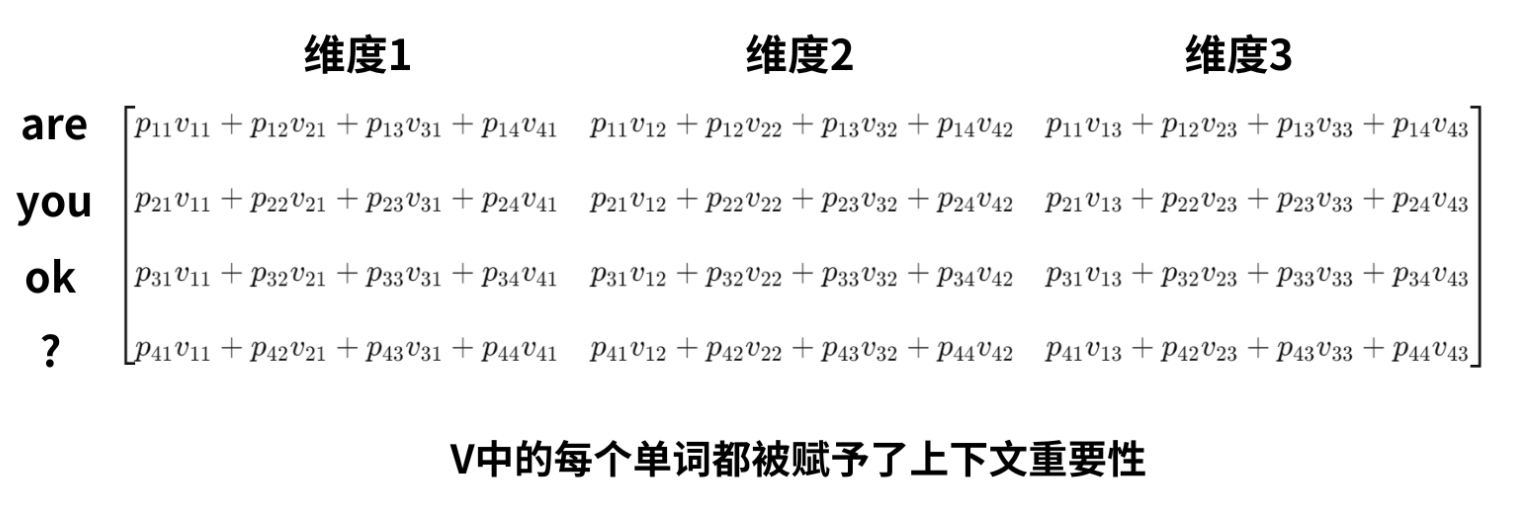 维度1 维度2 维度3
are p₁₁v₁₁ + p₁₂v₂₁ + p₁₃v₃₁ + p₁₄v₄₁ p₁₁v₁₂ + p₁₂v₂₂ + p₁₃v₃₂ + p₁₄v₄₂ p₁₁v₁₃ + p₁₂v₂₃ + p₁₃v₃₃ + p₁₄v₄₃
you p₂₁v₁₁ + p₂₂v₂₁ + p₂₃v₃₁ + p₂₄v₄₁ p₂₁v₁₂ + p₂₂v₂₂ + p₂₃v₃₂ + p₂₄v₄₂ p₂₁v₁₃ + p₂₂v₂₃ + p₂₃v₃₃ + p₂₄v₄₃
ok p₃₁v₁₁ + p₃₂v₂₁ + p₃₃v₃₁ + p₃₄v₄₁ p₃₁v₁₂ + p₃₂v₂₂ + p₃₃v₃₂ + p₃₄v₄₂ p₃₁v₁₃ + p₃₂v₂₃ + p₃₃v₃₃ + p₃₄v₄₃
? p₄₁v₁₁ + p₄₂v₂₁ + p₄₃v₃₁ + p₄₄v₄₁ p₄₁v₁₂ + p₄₂v₂₂ + p₄₃v₃₂ + p₄₄v₄₂ p₄₁v₁₃ + p₄₂v₂₃ + p₄₃v₃₃ + p₄₄v₄₃
V中的每个单词都被赋予了上下文重要性